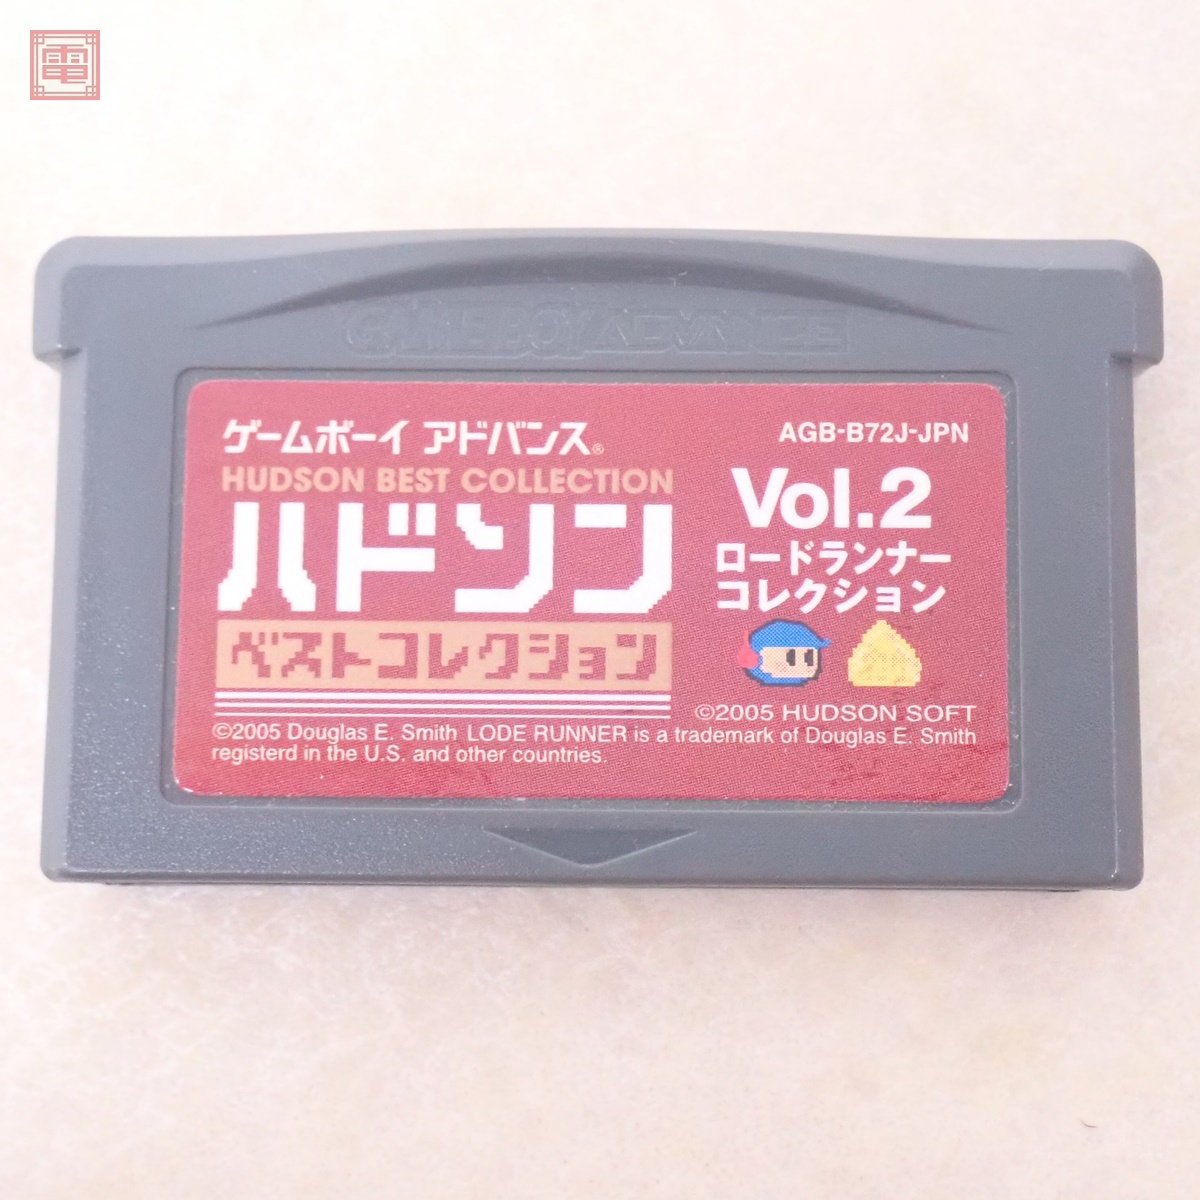 電
GAME BOY ADVANCE
ゲームボーイ アドバンス®
AGB-B72J-JPN
HUDSON BEST COLLECTION
ハドソン
ベストコレクション
Vol.2
ロードランナー
コレクション
©2005 HUDSON SOFT
©2005 Douglas E. Smith LODE RUNNER is a trademark of Douglas E. Smith
registerd in the U.S. and other countries.